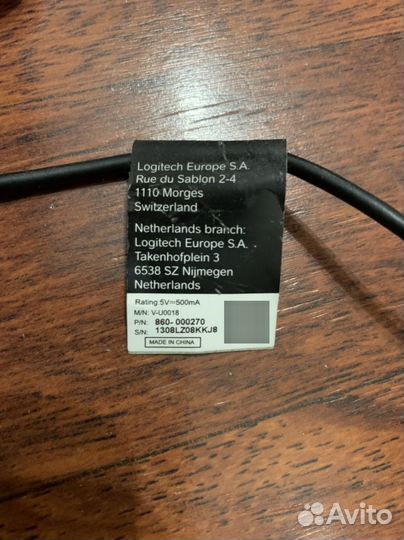 Logitech Europe S.A.
Rue du Sablon 2-4
1110 Morges
Switzerland
Netherlands branch:
Logitech Europe S.A.
Takenhofplein 3
6538 SZ Nijmegen
Netherlands
Rating 5V⎓500mA
M/N: V-U0018
P/N: 860-000270
S/N: 1308LZ08KKJ8
MADE IN CHINA
Avito